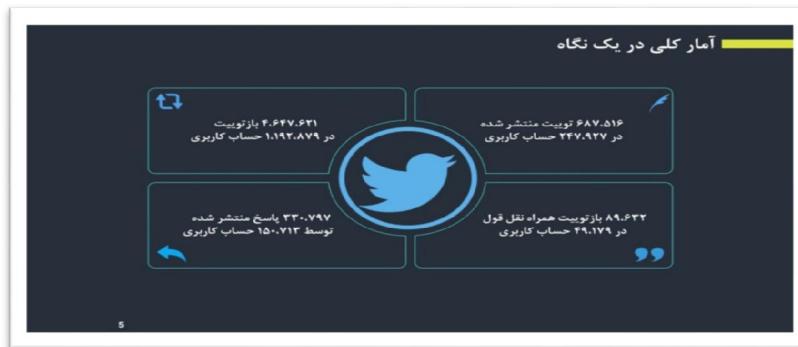 آمار کلی در یک نگاه
۶۸۷.۵۱۶ توییت منتشر شده
در ۲۴۷.۹۲۷ حساب کاربری
۴.۶۴۷.۶۲۱ بازتوییت
در ۱.۱۹۲.۸۷۹ حساب کاربری
۸۹.۶۳۲ بازتوییت همراه نقل قول
در ۴۹.۱۷۹ حساب کاربری
۳۳۰.۷۹۷ پاسخ منتشر شده
توسط ۱۵۰.۷۱۳ حساب کاربری
5